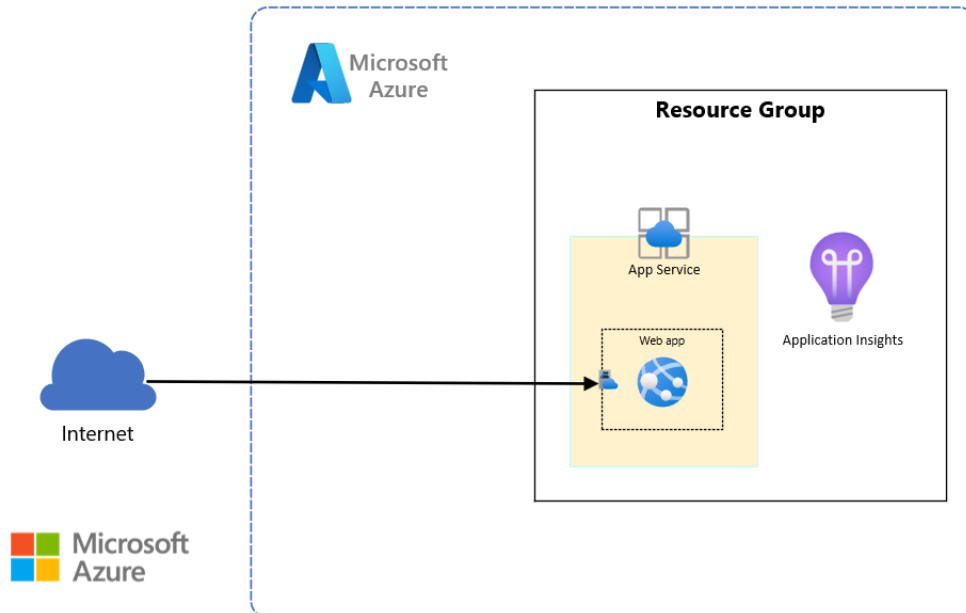 Microsoft
Azure
Resource Group
App Service
Application Insights
Web app
Internet
Microsoft
Azure